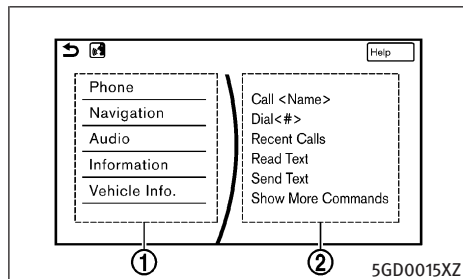 Help
Phone
Navigation
Audio
Information
Vehicle Info.
Call <Name>
Dial<#>
Recent Calls
Read Text
Send Text
Show More Commands
① ②
5GD0015XZ